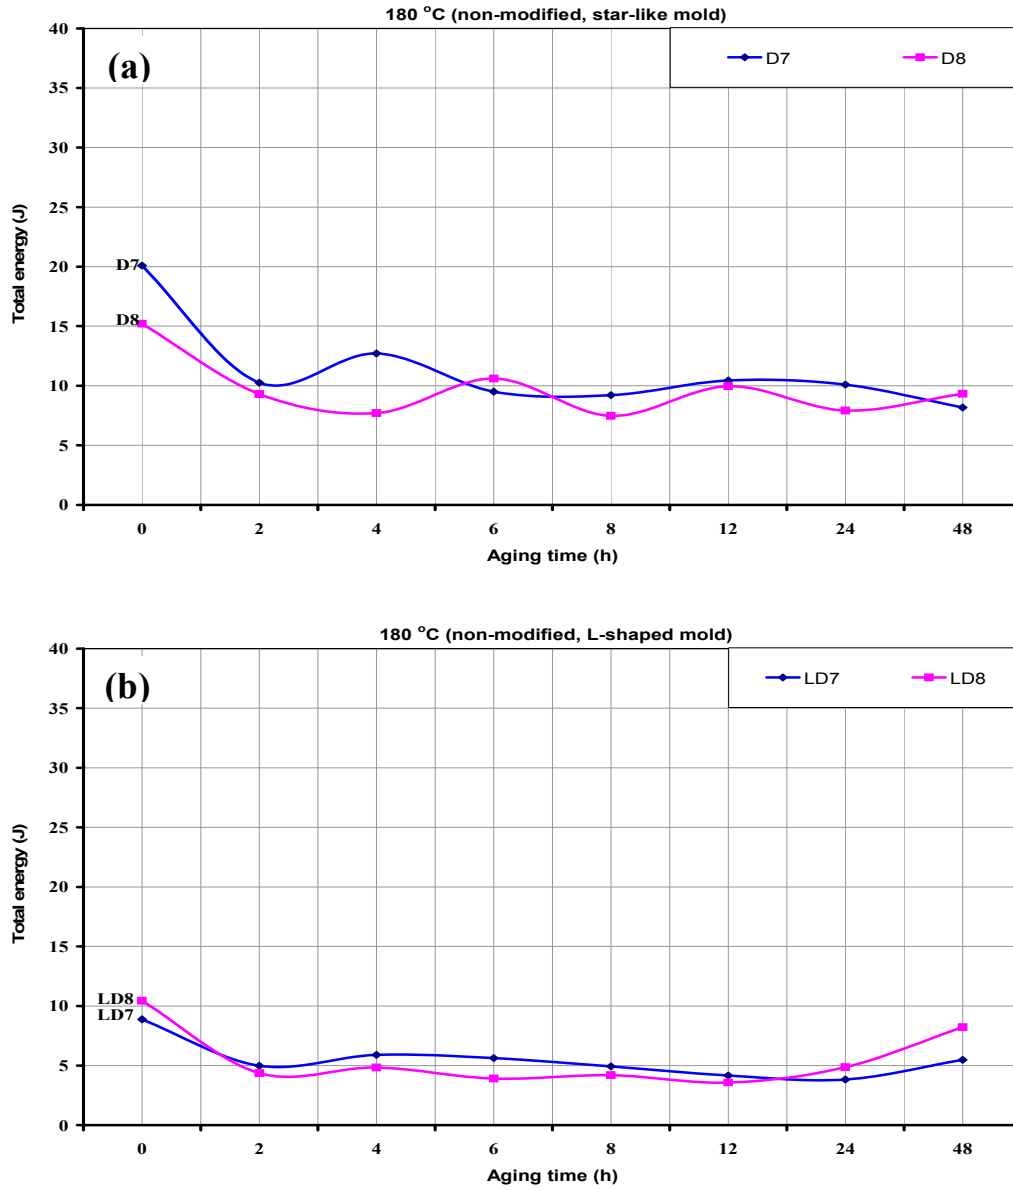 180 °C (non-modified, star-like mold)
(a)
D7 D8
40
35
30
25
20
15
10
5
0
Total energy (J)
D7
D8
0 2 4 6 8 12 24 48
Aging time (h)
180 °C (non-modified, L-shaped mold)
(b)
LD7 LD8
40
35
30
25
20
15
10
5
0
Total energy (J)
LD8
LD7
0 2 4 6 8 12 24 48
Aging time (h)